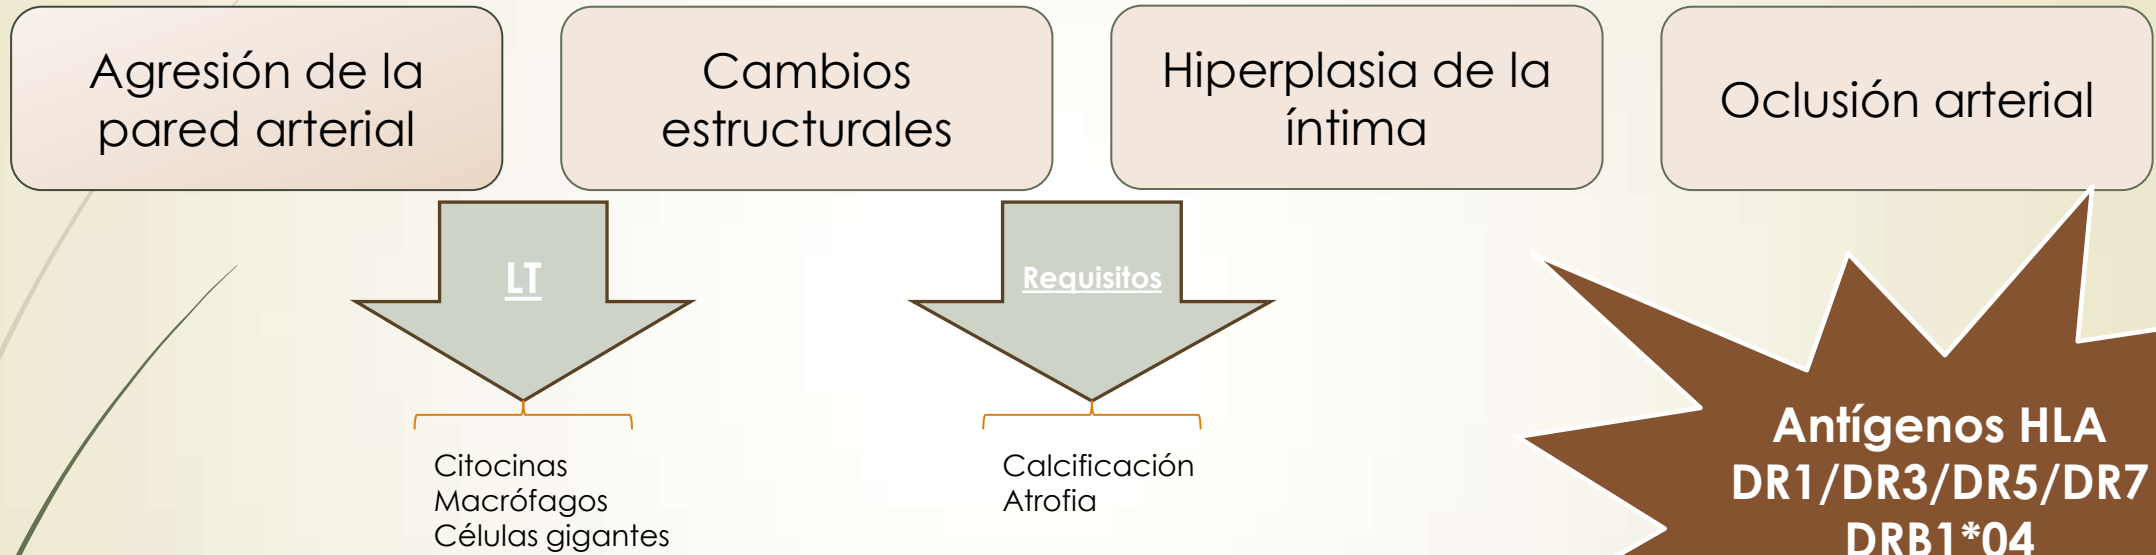 Agresión de la
pared arterial
Cambios
estructurales
Hiperplasia de la
íntima
Oclusión arterial
LT
Requisitos
Citocinas
Macrófagos
Células gigantes
Calcificación
Atrofia
Antígenos HLA
DR1/DR3/DR5/DR7
DRB1*04